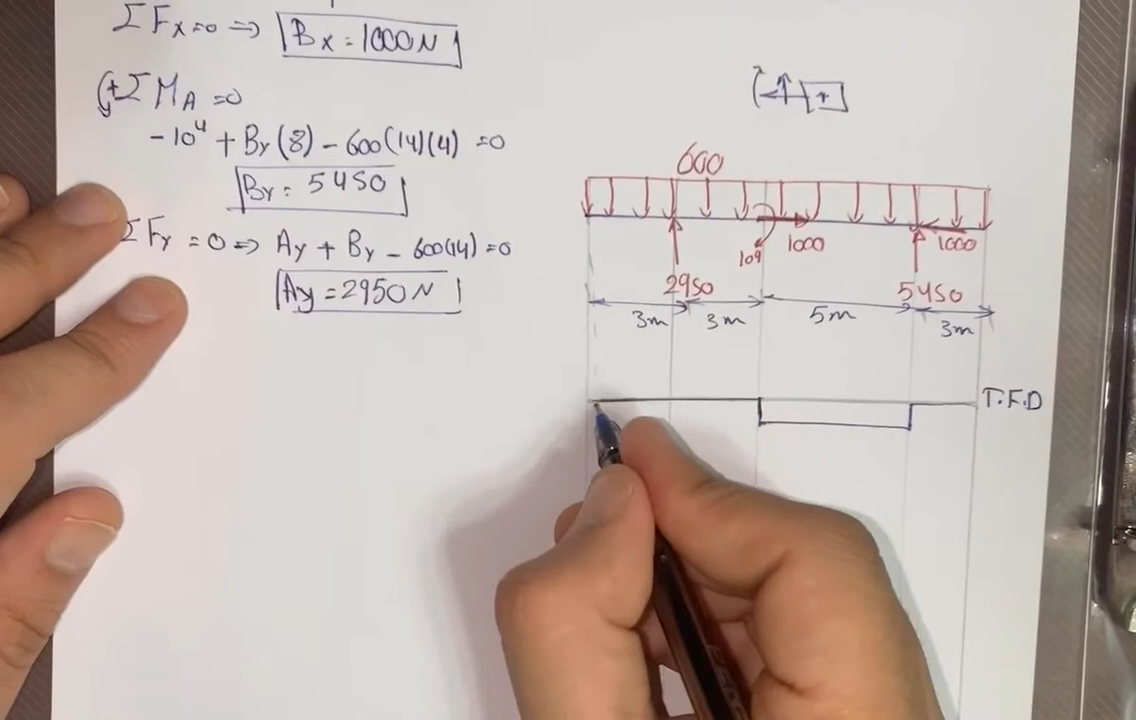 ΣFx=0 => Bx=1000N
+ΣMA=0
-10⁴+By(8)-600(14)(4)=0
By=5450
ΣFy=0=> Ay+By-600(14)=0
Ay=2950N
+
600
10⁴
1000
1000
2950
5450
3m
3m
5m
3m
T.F.D